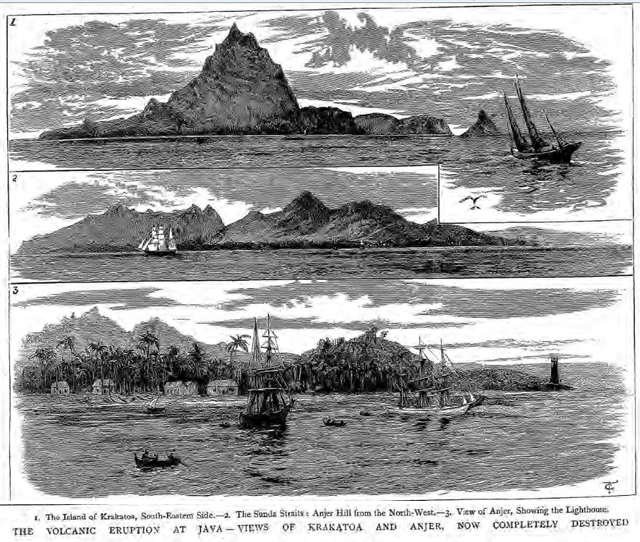 1
2
3
1. The Island of Krakatoa, South-Eastern Side.—2. The Sunda Straits: Anjer Hill from the North-West.—3. View of Anjer, Showing the Lighthouse.
THE VOLCANIC ERUPTION AT JAVA—VIEWS OF KRAKATOA AND ANJER, NOW COMPLETELY DESTROYED